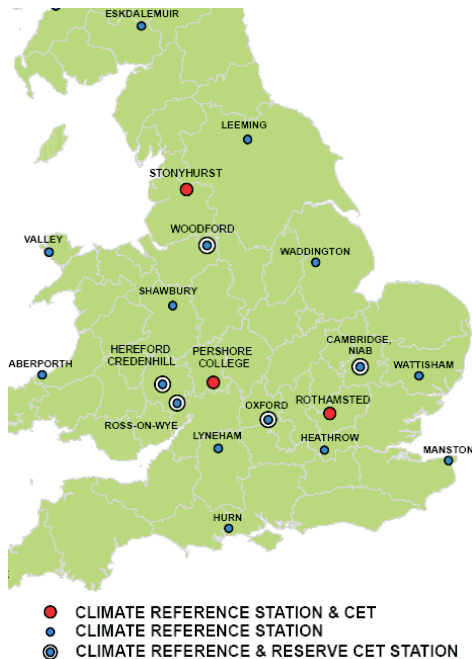 ESKDALEMUIR
LEEMING
STONYHURST
WOODFORD
VALLEY
WADDINGTON
SHAWBURY
CAMBRIDGE,
NIAB
HEREFORD
CREDENHILL
PERSHORE
COLLEGE
ABERPORTH
WATTISHAM
ROTHAMSTED
OXFORD
ROSS-ON-WYE
LYNEHAM
HEATHROW
MANSTON
HURN
CLIMATE REFERENCE STATION & CET
CLIMATE REFERENCE STATION
CLIMATE REFERENCE & RESERVE CET STATION